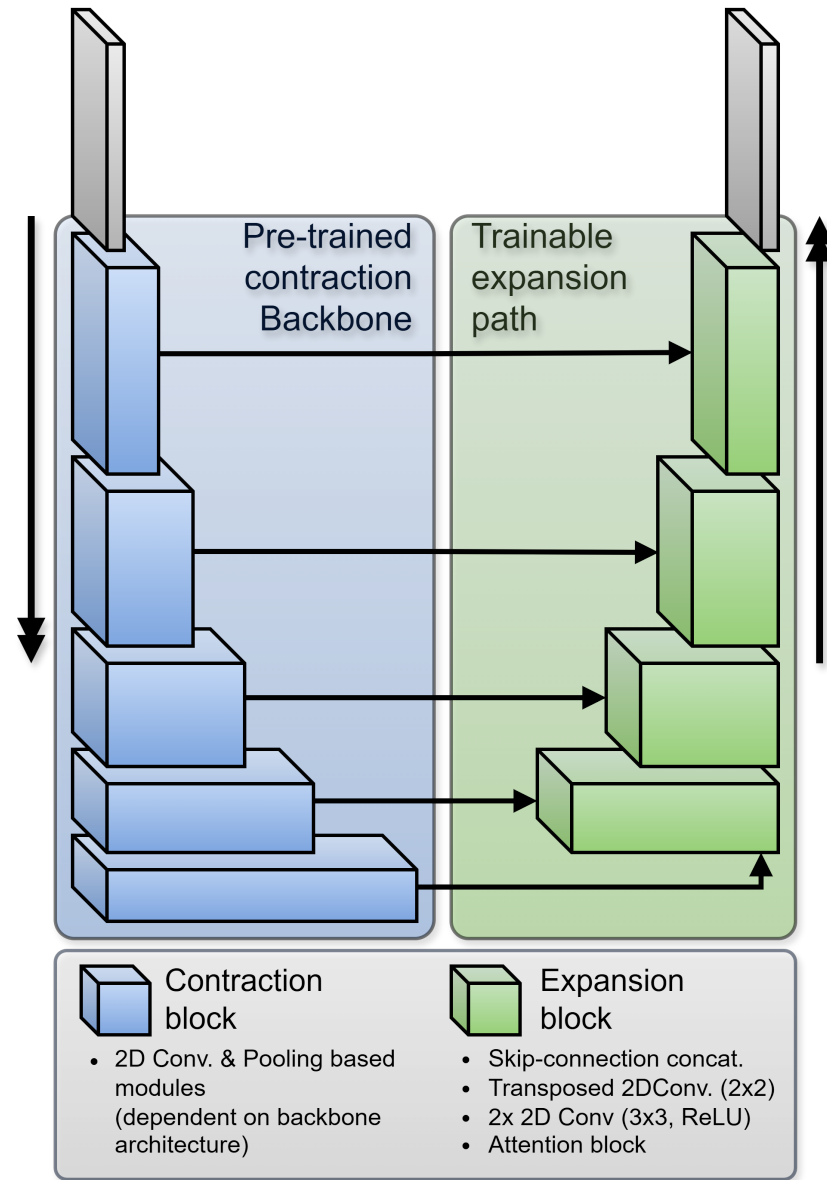 Pre-trained
contraction
Backbone
Trainable
expansion
path
Contraction
block
• 2D Conv. & Pooling based
modules
(dependent on backbone
architecture)
Expansion
block
• Skip-connection concat.
• Transposed 2DConv. (2x2)
• 2x 2D Conv (3x3, ReLU)
• Attention block